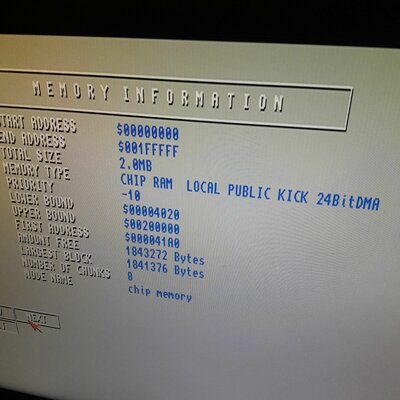 MEMORY INFORMATION
START ADDRESS $00000000
END ADDRESS $001FFFFF
TOTAL SIZE 2.0MB
MEMORY TYPE CHIP RAM LOCAL PUBLIC KICK 24BitDMA
PRIORITY -10
LOWER BOUND $00004020
UPPER BOUND $00200000
FIRST ADDRESS $000041A0
AMOUNT FREE 1843272 Bytes
LARGEST BLOCK 1841376 Bytes
NUMBER OF CHUNKS 8
NODE NAME chip memory
NEXT